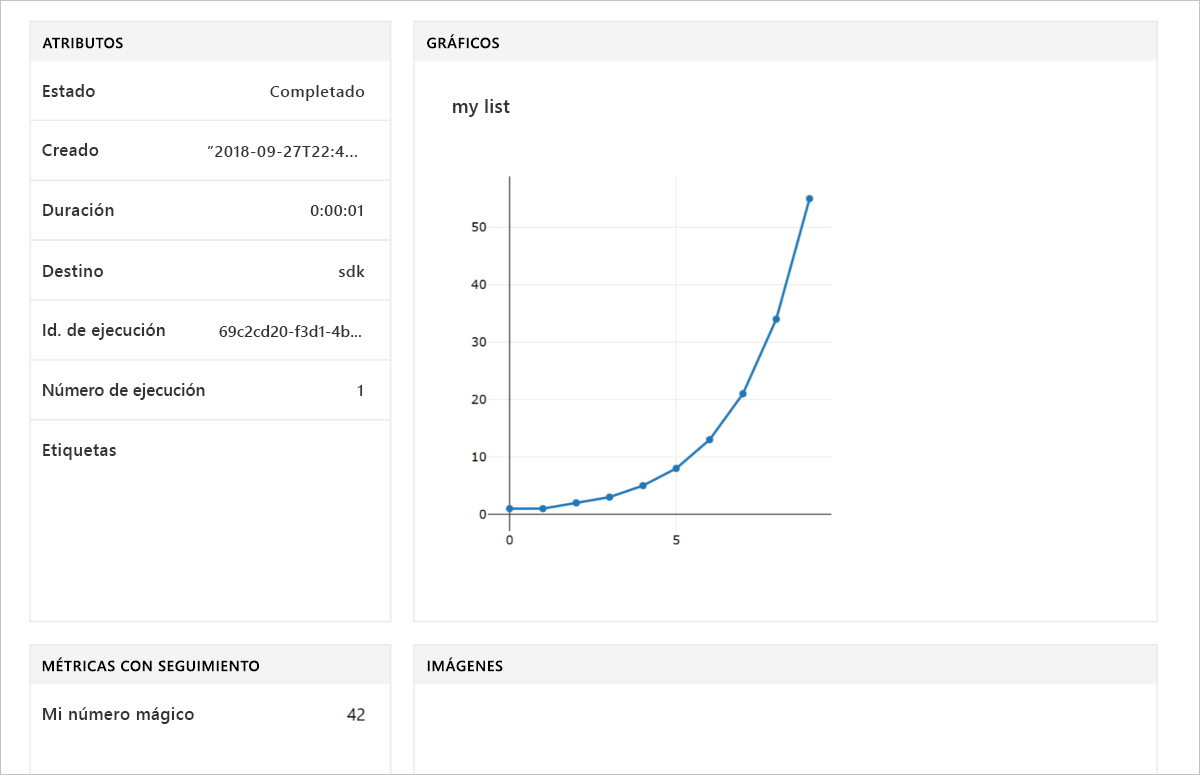 ATRIBUTOS
Estado Completado
Creado "2018-09-27T22:4...
Duración 0:00:01
Destino sdk
Id. de ejecución 69c2cd20-f3d1-4b...
Número de ejecución 1
Etiquetas
GRÁFICOS
my list
50
40
30
20
10
0
0 5
MÉTRICAS CON SEGUIMIENTO
Mi número mágico 42
IMÁGENES